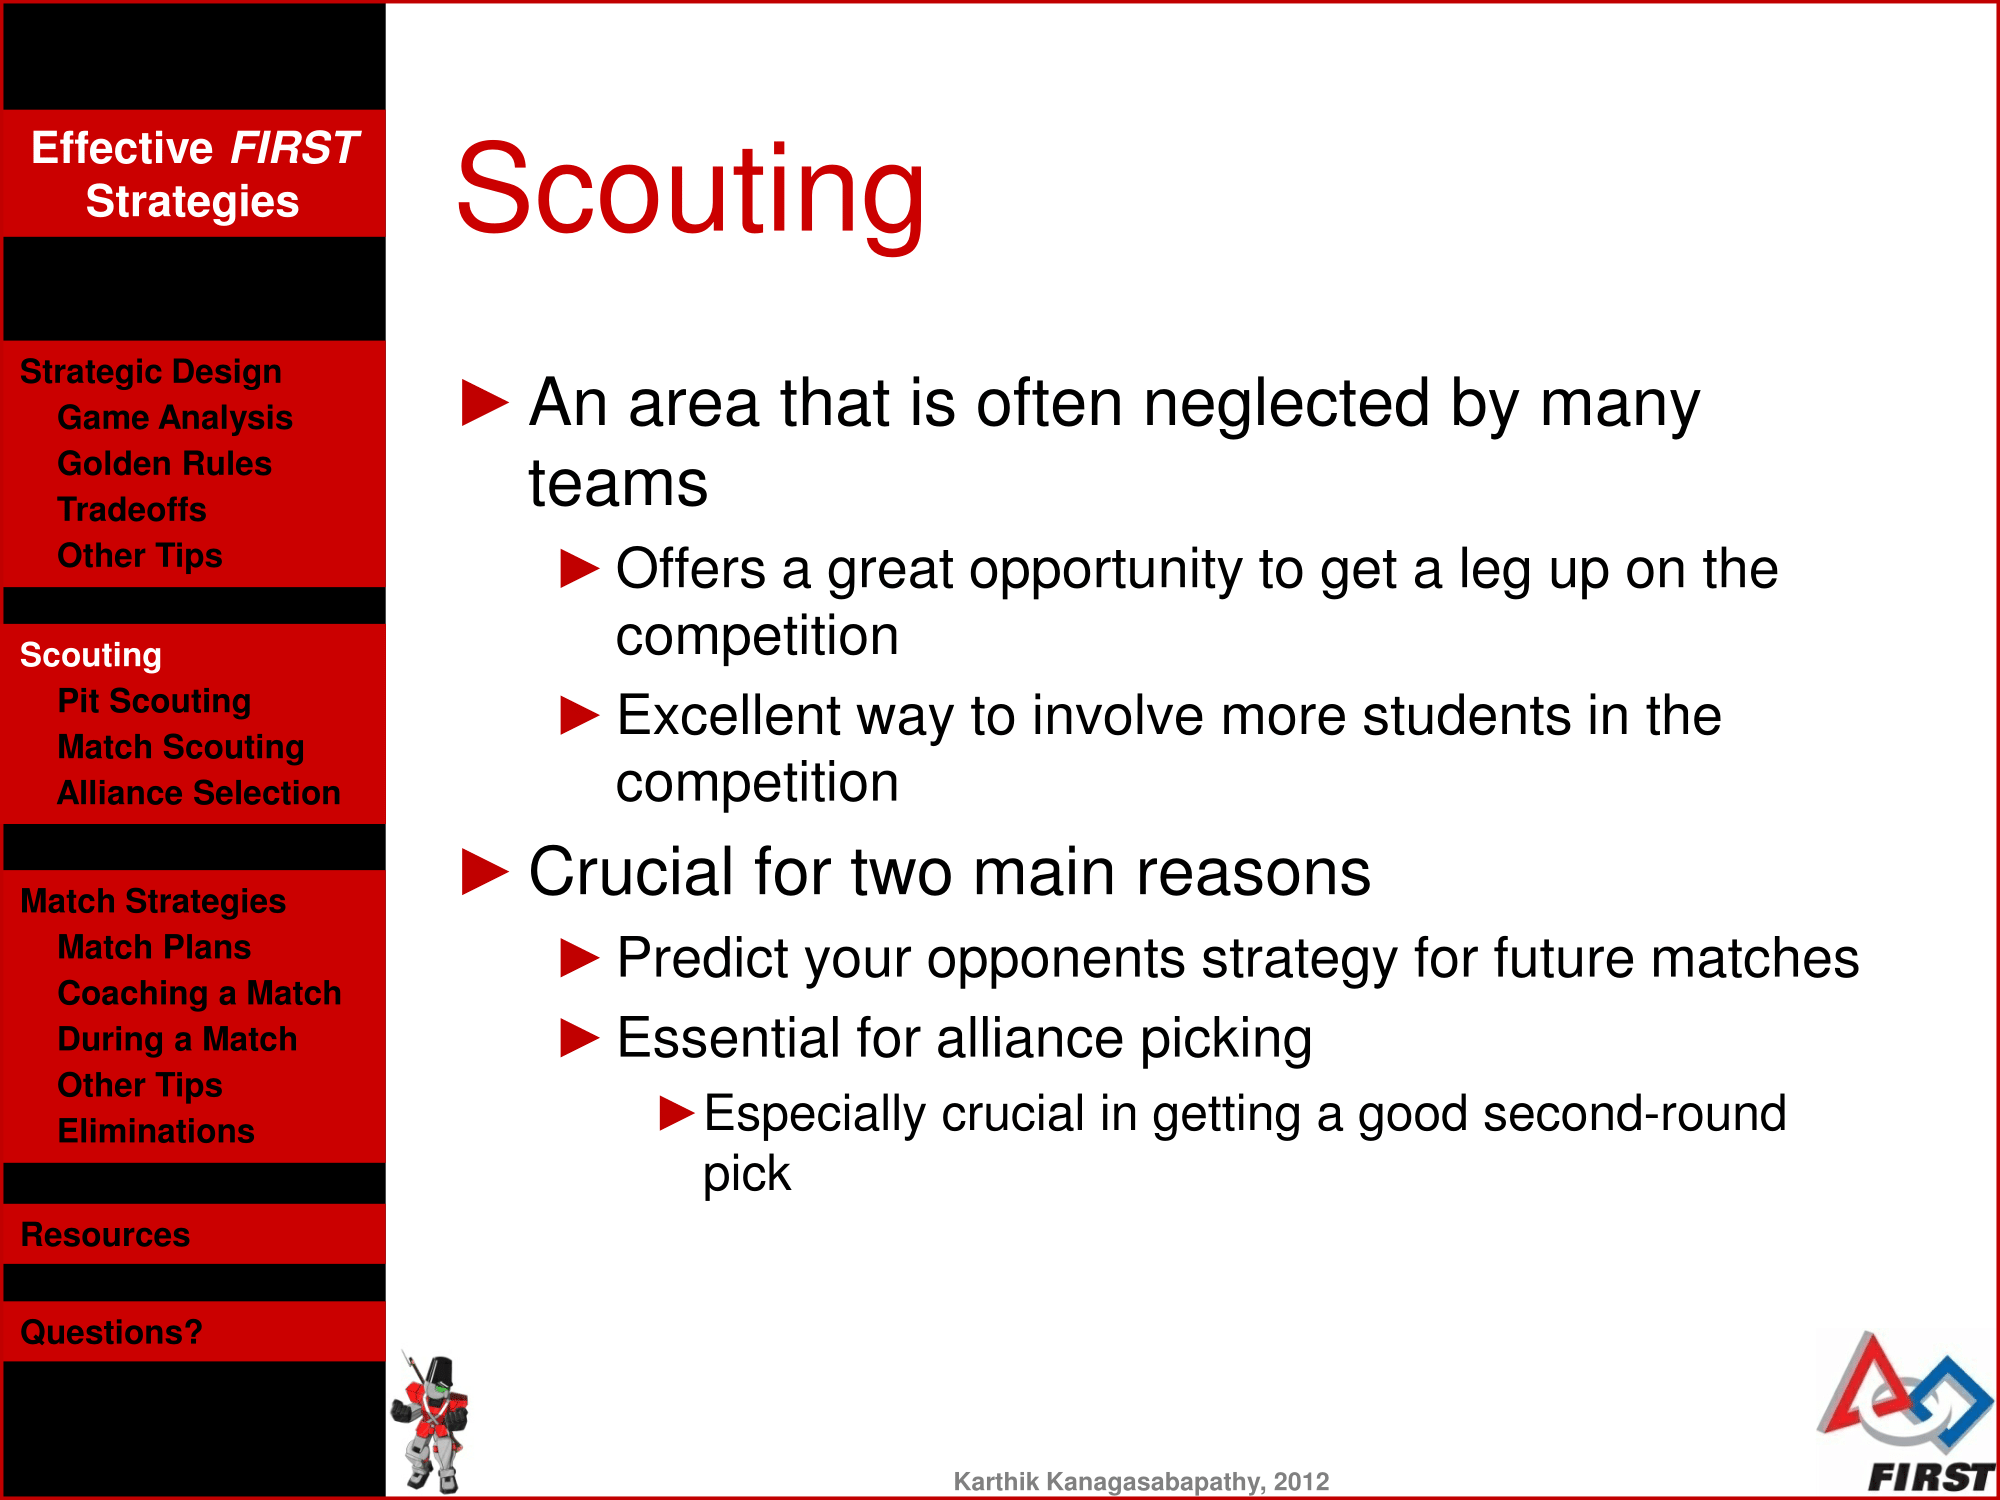 Effective FIRST
Strategies
Strategic Design
Game Analysis
Golden Rules
Tradeoffs
Other Tips
Scouting
Pit Scouting
Match Scouting
Alliance Selection
Match Strategies
Match Plans
Coaching a Match
During a Match
Other Tips
Eliminations
Resources
Questions?
Scouting
An area that is often neglected by many
teams
Offers a great opportunity to get a leg up on the
competition
Excellent way to involve more students in the
competition
Crucial for two main reasons
Predict your opponents strategy for future matches
Essential for alliance picking
Especially crucial in getting a good second-round
pick
Karthik Kanagasabapathy, 2012
FIRST